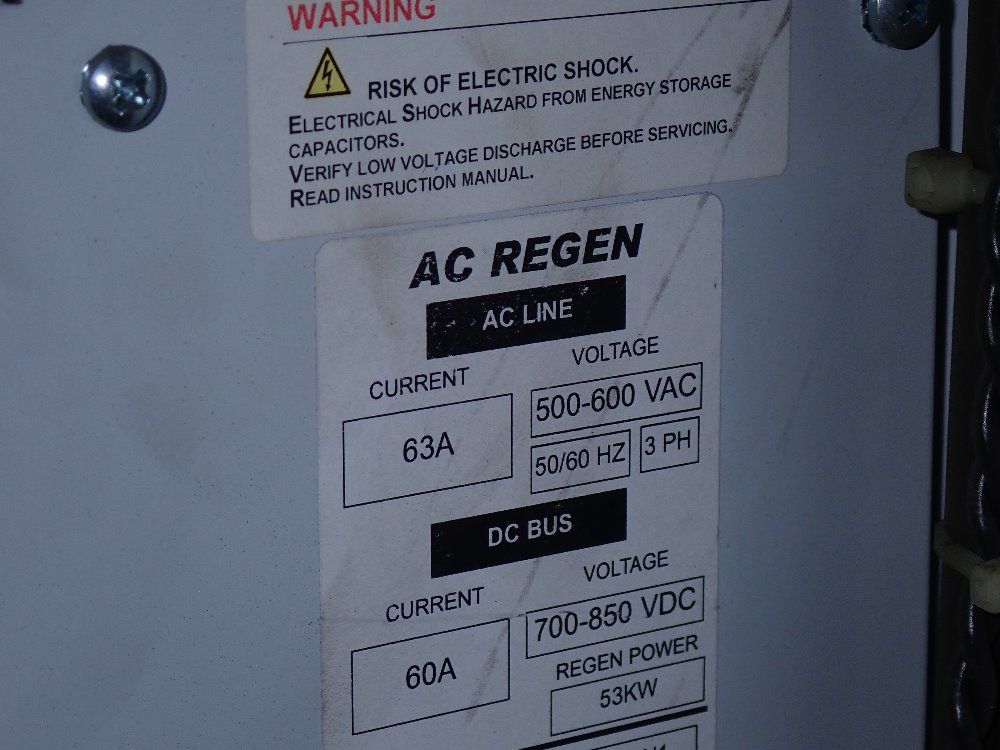 WARNING
RISK OF ELECTRIC SHOCK.
ELECTRICAL SHOCK HAZARD FROM ENERGY STORAGE
CAPACITORS.
VERIFY LOW VOLTAGE DISCHARGE BEFORE SERVICING.
READ INSTRUCTION MANUAL.
AC REGEN
AC LINE
CURRENT VOLTAGE
63A 500-600 VAC
50/60 HZ 3 PH
DC BUS
CURRENT VOLTAGE
60A 700-850 VDC
REGEN POWER
53KW